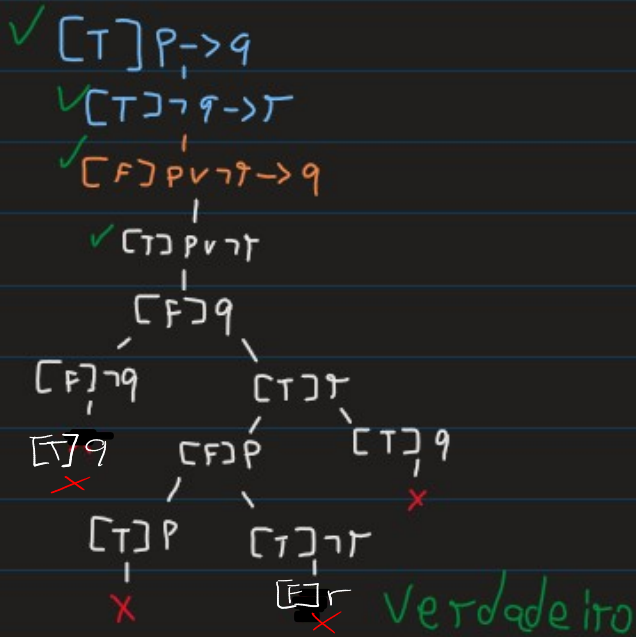 ✓ [T] P->q
✓ [T] ¬q->r
✓ [F] P∨¬r->q
✓ [T] P∨¬r
[F] q
[F] ¬q [T] r
[T] q [F] P [T] q
X X
[T] P [T] ¬r
X [F] r
X Verdadeiro